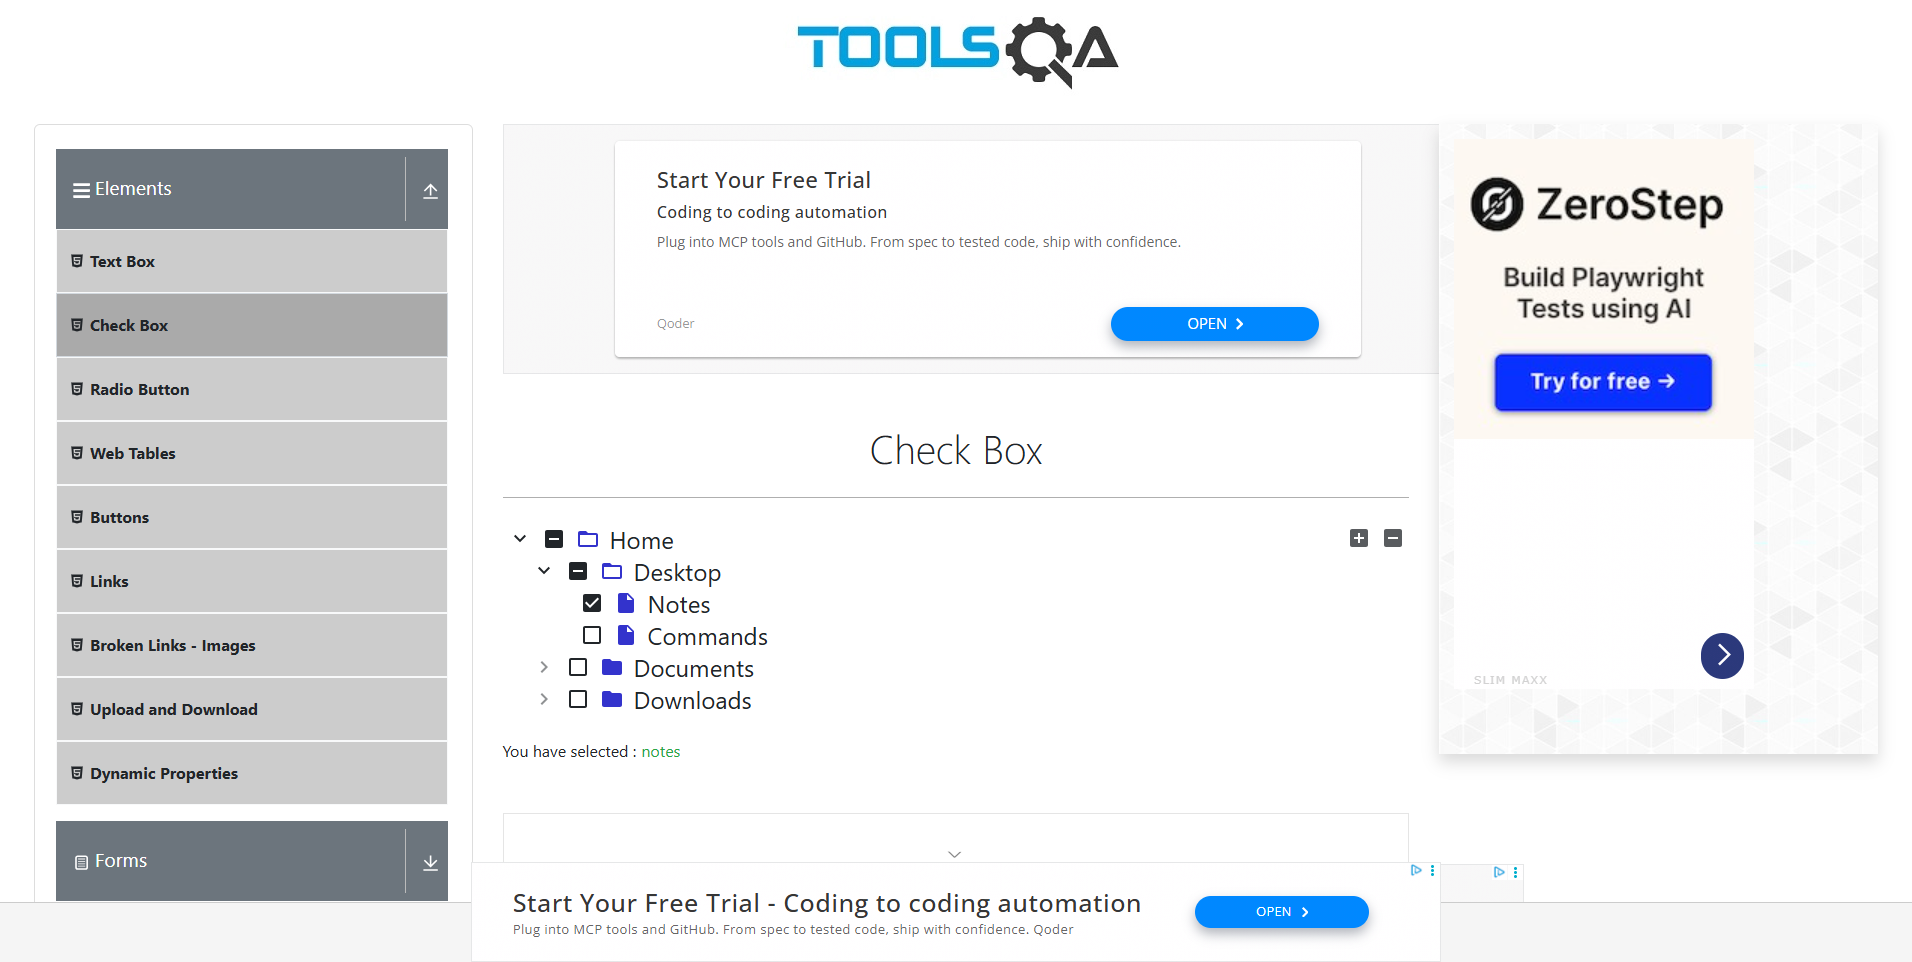 TOOLSQA
Elements
Text Box
Check Box
Radio Button
Web Tables
Buttons
Links
Broken Links - Images
Upload and Download
Dynamic Properties
Forms
Start Your Free Trial
Coding to coding automation
Plug into MCP tools and GitHub. From spec to tested code, ship with confidence.
Qoder
OPEN
Check Box
Home
Desktop
Notes
Commands
Documents
Downloads
You have selected : notes
ZeroStep
Build Playwright
Tests using AI
Try for free →
SLIM MAXX
Start Your Free Trial - Coding to coding automation
Plug into MCP tools and GitHub. From spec to tested code, ship with confidence. Qoder
OPEN